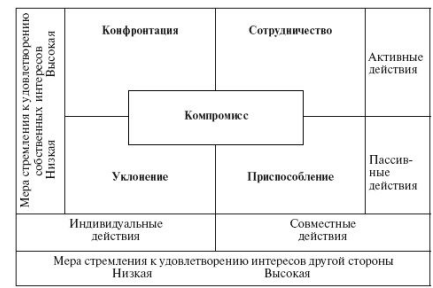 Мера стремления к удовлетворению
собственных интересов
Низкая Высокая
Конфронтация
Сотрудничество
Активные
действия
Компромисс
Уклонение
Приспособление
Пассив-
ные
действия
Индивидуальные
действия
Совместные
действия
Мера стремления к удовлетворению интересов другой стороны
Низкая Высокая